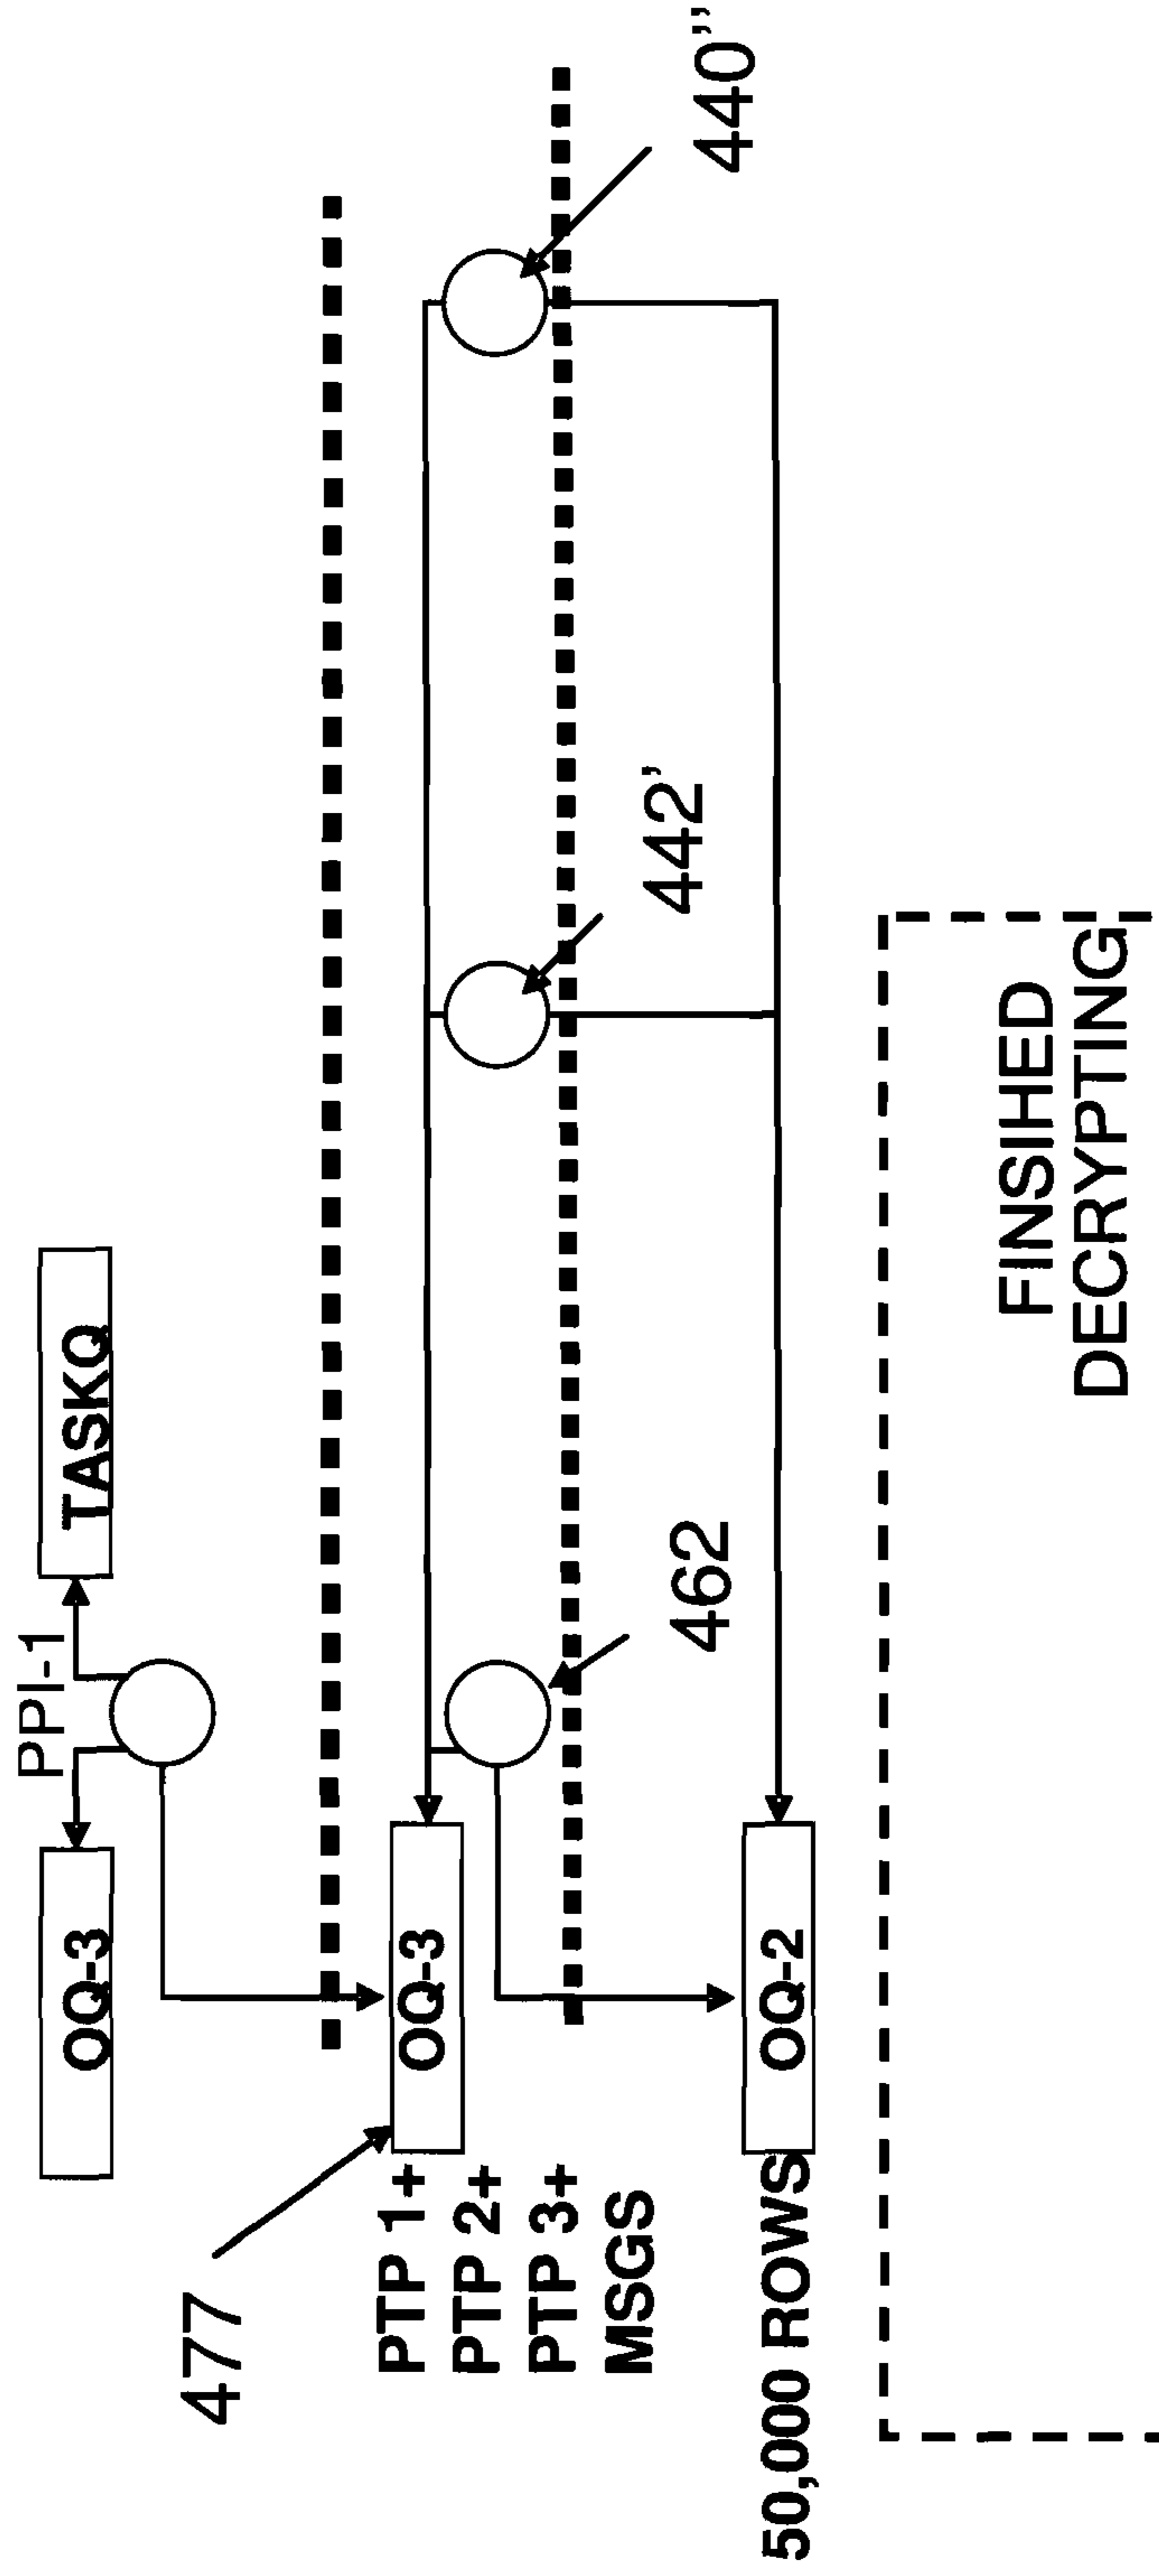 PPI-1
OQ-3
TASKQ
477
OQ-3
PTP 1+
PTP 2+
PTP 3+
MSGS
462
442’
440’’
50,000 ROWS
OQ-2
FINSIHED
DECRYPTING